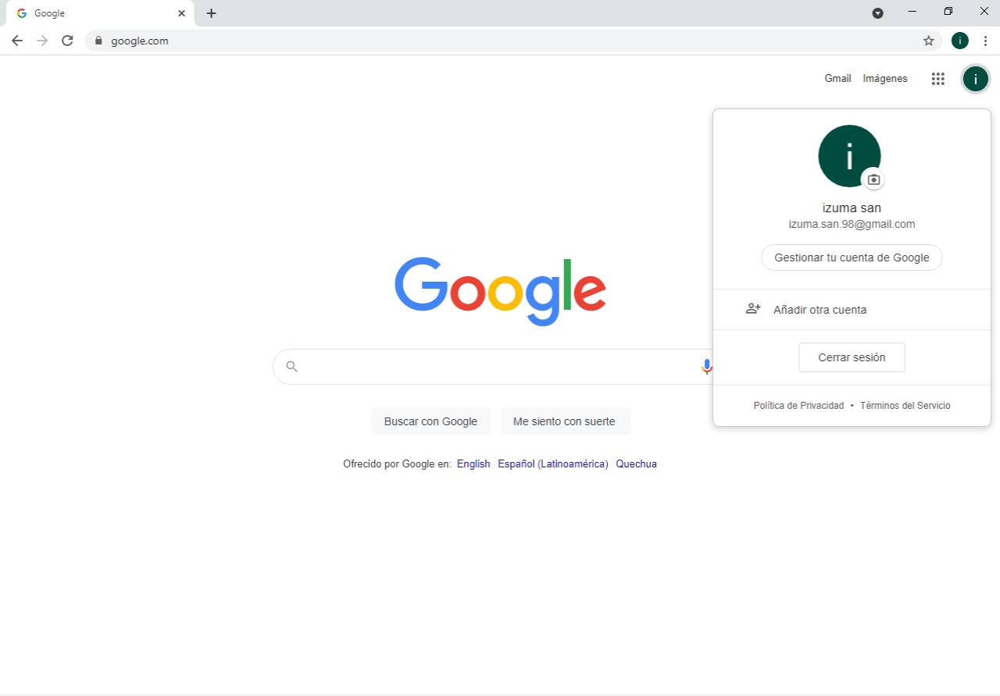 Google
google.com
i
Gmail Imágenes
i
i
izuma san
izuma.san.98@gmail.com
Gestionar tu cuenta de Google
Añadir otra cuenta
Cerrar sesión
Política de Privacidad • Términos del Servicio
Google
Buscar con Google Me siento con suerte
Ofrecido por Google en: English Español (Latinoamérica) Quechua